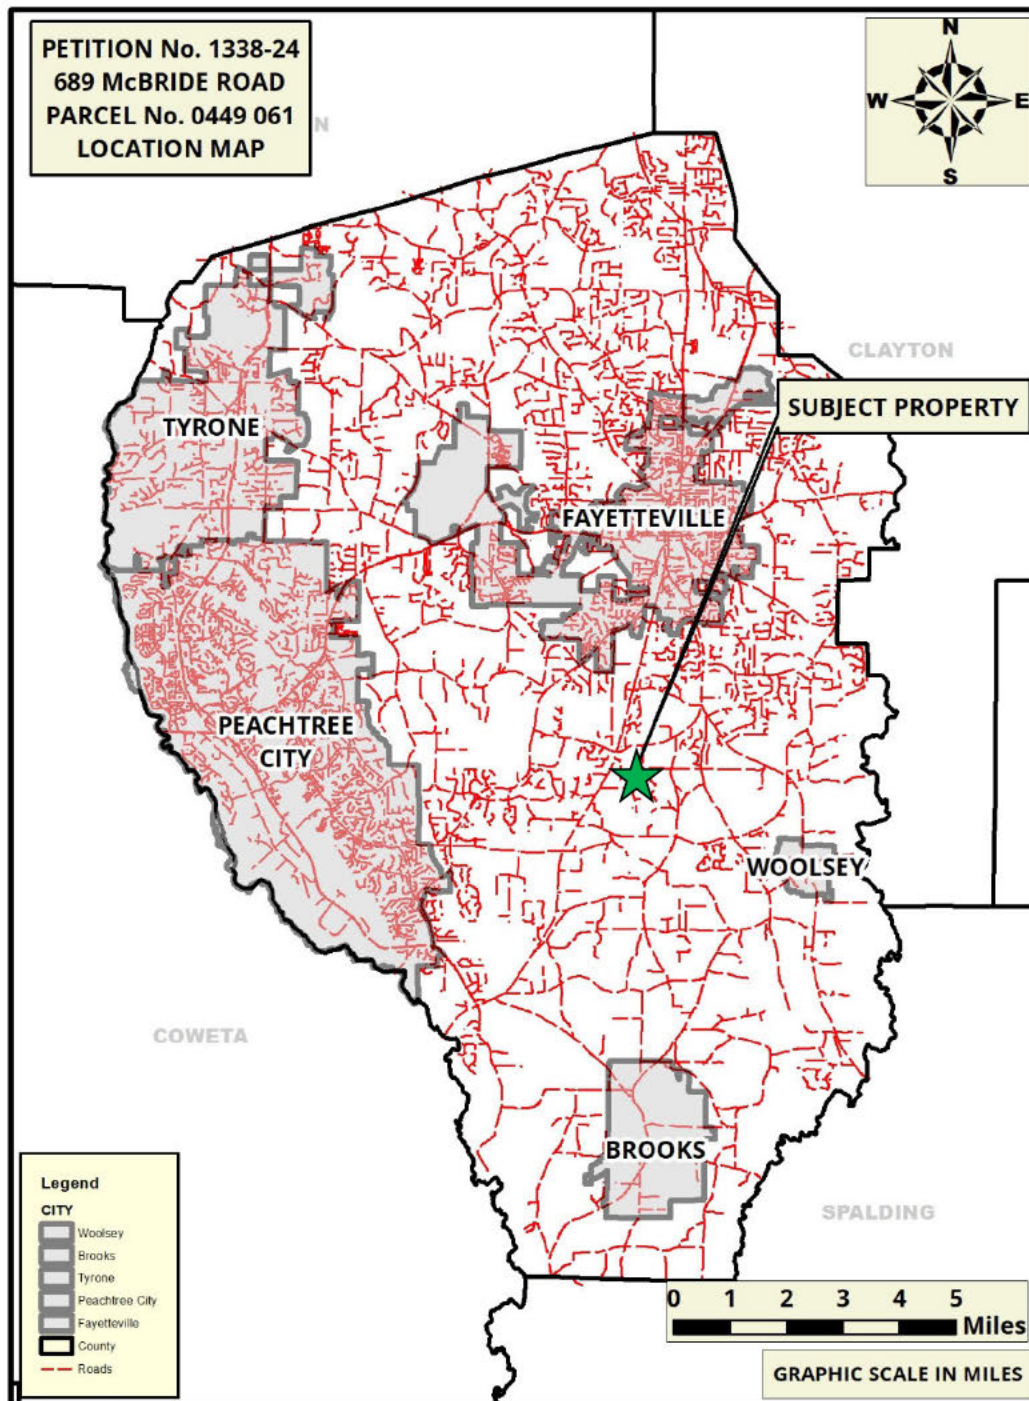 PETITION No. 1338-24
689 McBRIDE ROAD
PARCEL No. 0449 061
LOCATION MAP
N
W
E
S
N
CLAYTON
SUBJECT PROPERTY
TYRONE
FAYETTEVILLE
PEACHTREE
CITY
WOOLSEY
COWETA
BROOKS
SPALDING
Legend
CITY
Woolsey
Brooks
Tyrone
Peachtree City
Fayetteville
County
Roads
0 1 2 3 4 5
Miles
GRAPHIC SCALE IN MILES